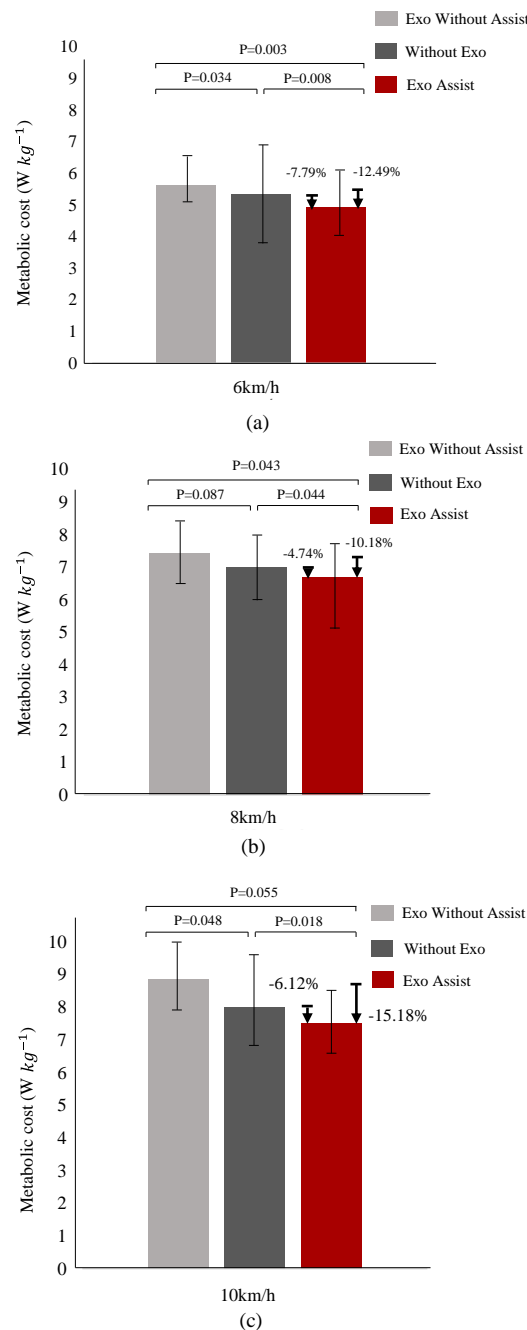 Exo Without Assist
Without Exo
Exo Assist
P=0.003
P=0.034
P=0.008
-7.79%
-12.49%
Metabolic cost (W kg⁻¹)
10
9
8
7
6
5
4
3
2
1
0
6km/h
(a)
Exo Without Assist
Without Exo
Exo Assist
P=0.043
P=0.087
P=0.044
-4.74%
-10.18%
Metabolic cost (W kg⁻¹)
10
9
8
7
6
5
4
3
2
1
0
8km/h
(b)
Exo Without Assist
Without Exo
Exo Assist
P=0.055
P=0.048
P=0.018
-6.12%
-15.18%
Metabolic cost (W kg⁻¹)
10
9
8
7
6
5
4
3
2
1
0
10km/h
(c)